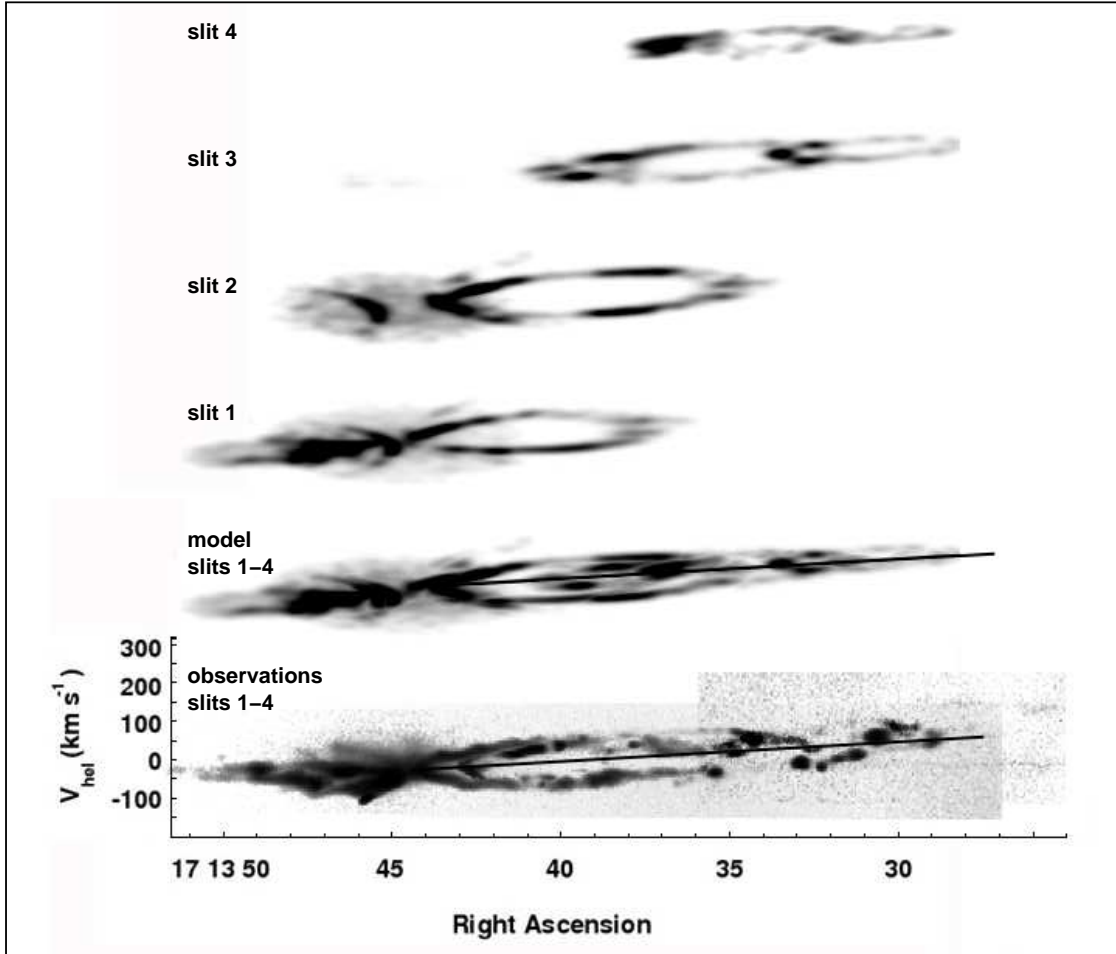 slit 4
slit 3
slit 2
slit 1
model
slits 1–4
observations
slits 1–4
300
200
100
0
-100
V hel (km s-1)
17 13 50
45
40
35
30
Right Ascension